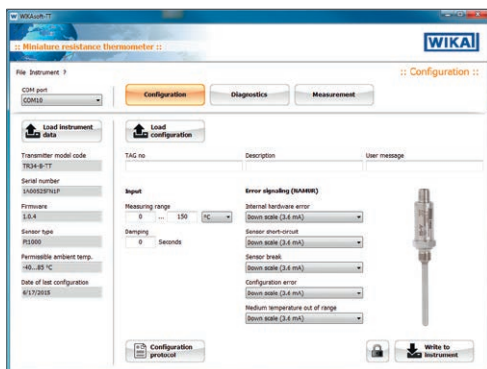 WIKAsoft-TT
:: Miniature resistance
thermometer ::
WIKA
File Instrument ?
:: Configuration ::
COM port
COM10
Configuration
Diagnostics
Measurement
Load instrument
data
Load
configuration
Transmitter model code
TR34-B-TT
Serial number
Firmware
1.0.4
Sensor type
Pt1000
Permissible ambient temp.
-40...85 °C
Date of last configuration
6/17/2015
TAG no
Description
User message
Input
Measuring range
0 ... 150 °C
Damping
0 Seconds
Error signaling (NAMUR)
Internal hardware error
Down scale (3.6 mA)
Sensor short-circuit
Down scale (3.6 mA)
Sensor break
Down scale (3.6 mA)
Configuration error
Down scale (3.6 mA)
Medium temperature out of range
Down scale (3.6 mA)
Configuration
protocol
Write to
instrument